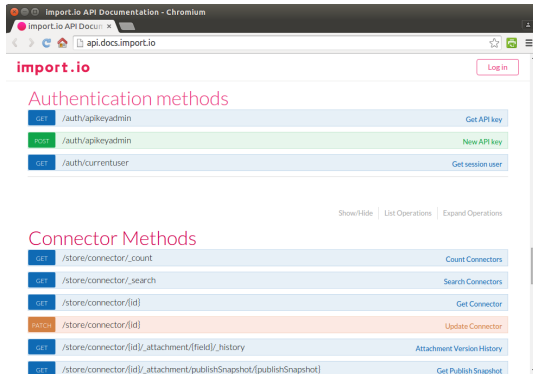 import.io API Documentation - Chromium
import.io API Docum ×
api.docs.import.io
import.io
Log in
Authentication methods
GET /auth/apikeyadmin Get API key
POST /auth/apikeyadmin New API key
GET /auth/currentuser Get session user
Show/Hide List Operations Expand Operations
Connector Methods
GET /store/connector/_count Count Connectors
GET /store/connector/_search Search Connectors
GET /store/connector/{id} Get Connector
PATCH /store/connector/{id} Update Connector
GET /store/connector/{id}/_attachment/{field}/_history Attachment Version History
GET /store/connector/{id}/_attachment/publishSnapshot/{publishSnapshot} Get Publish Snapshot